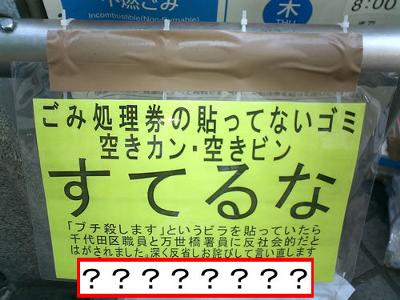 不燃ごみ
Incombustible(Non-Burnable)
木
8:00
ごみ処理券の貼ってないゴミ
空きカン・空きビン
すてるな
「ブチ殺します」というビラを貼っていたら
千代田区職員と万世橋署員に反社会的だと
はがされました。深く反省しお詫びして言い直します
？？？？？？？？